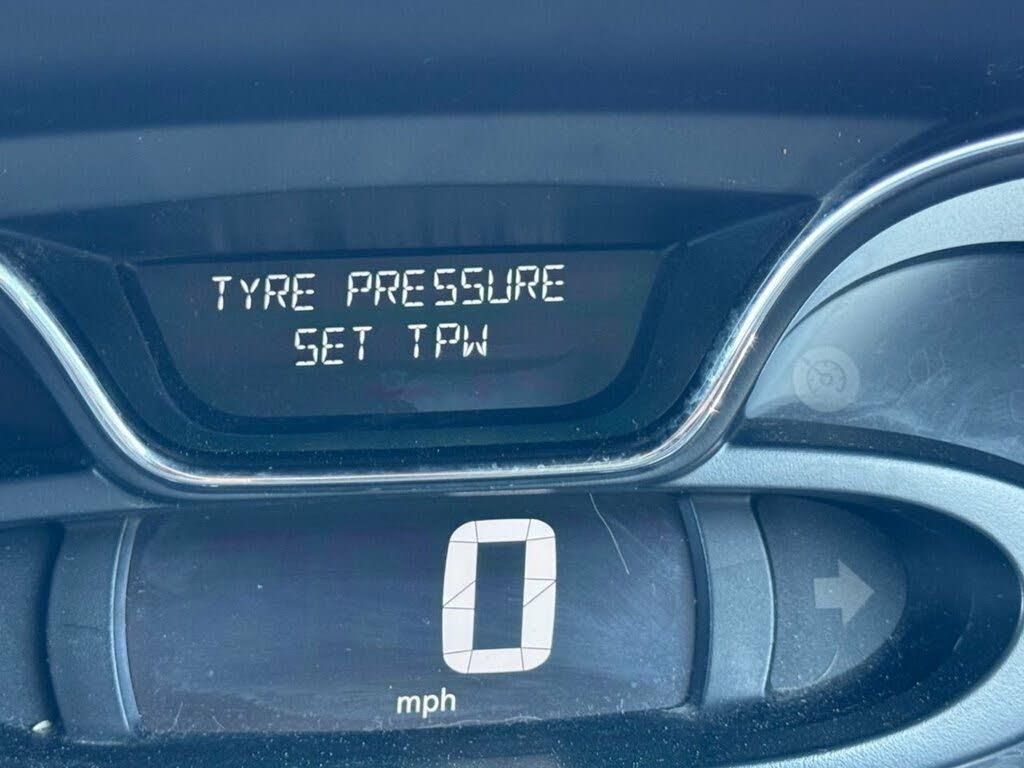 TYRE PRESSURE
SET TPW
0
mph